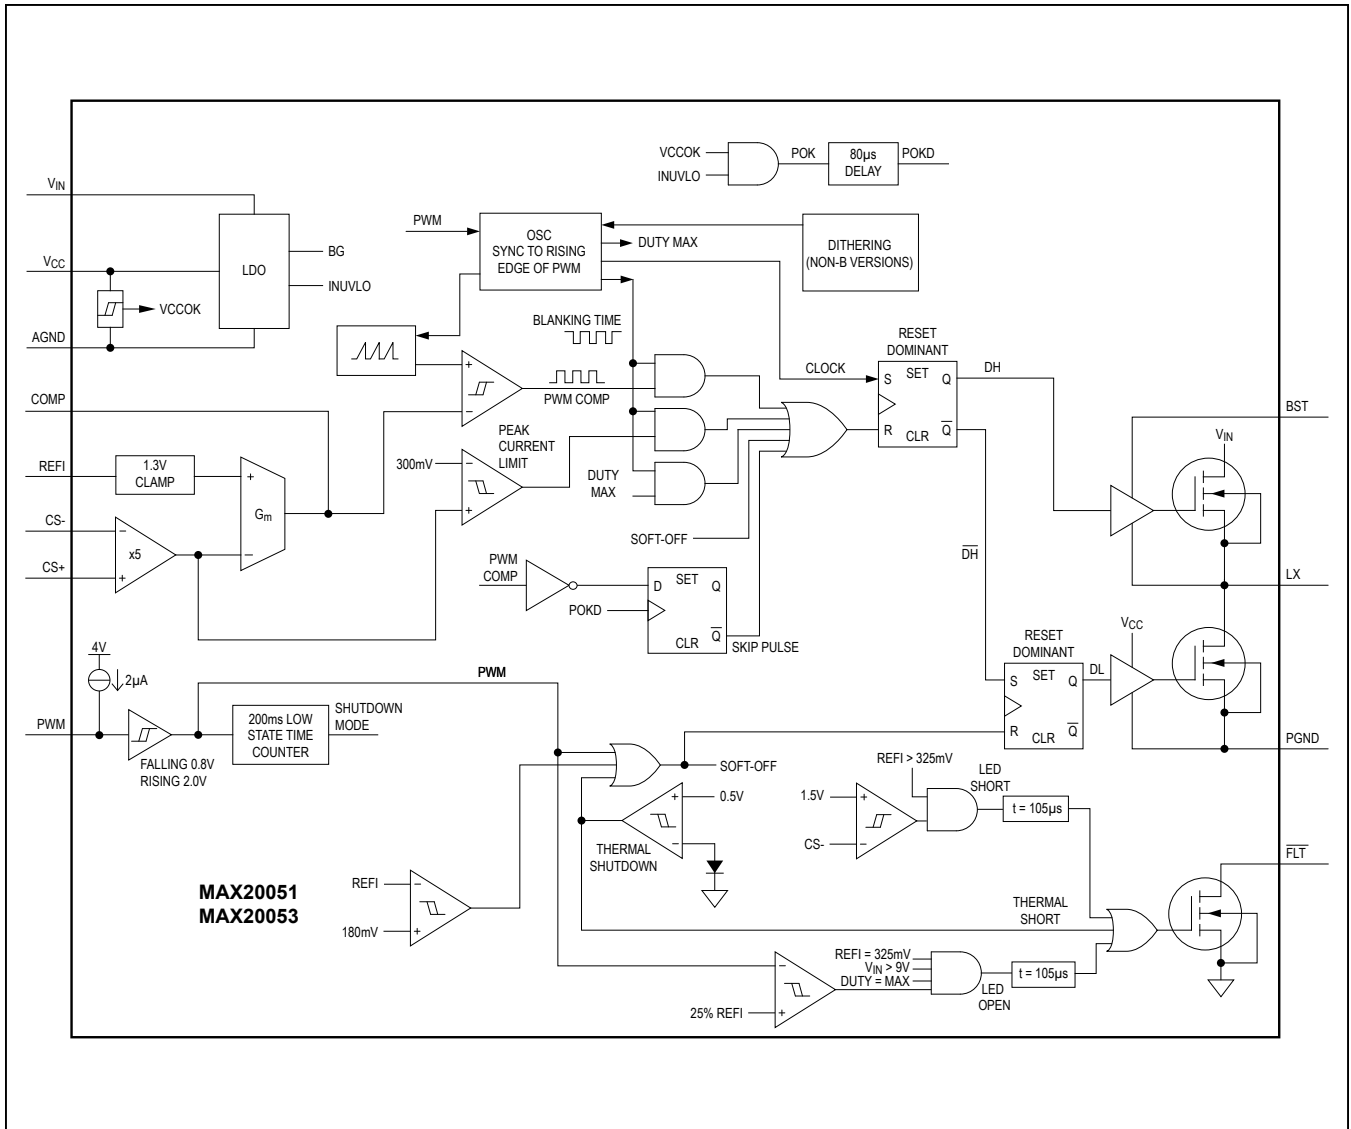 VCCOK
INUVLO
POK
80µs
DELAY
POKD
VIN
LDO
BG
INUVLO
VCC
VCCOK
AGND
PWM
OSC
SYNC TO RISING
EDGE OF PWM
DUTY MAX
DITHERING
(NON-B VERSIONS)
BLANKING TIME
+
−
PWM COMP
COMP
REFI
1.3V
CLAMP
+
Gm
−
CS-
CS+
−
x5
+
300mV
−
+
PEAK
CURRENT
LIMIT
DUTY
MAX
SOFT-OFF
CLOCK
RESET
DOMINANT
S SET Q
R CLR Q̅
DH
D̅H̅
BST
VIN
LX
PWM
COMP
POKD
D SET Q
CLR Q̅
SKIP PULSE
RESET
DOMINANT
S SET Q
R CLR Q̅
DL
VCC
PGND
4V
2µA
PWM
FALLING 0.8V
RISING 2.0V
200ms LOW
STATE TIME
COUNTER
SHUTDOWN
MODE
PWM
SOFT-OFF
+
−
0.5V
THERMAL
SHUTDOWN
REFI > 325mV
1.5V
+
CS-
−
LED
SHORT
t = 105µs
F̅L̅T̅
MAX20051
MAX20053
REFI
−
180mV
+
THERMAL
SHORT
REFI = 325mV
VIN > 9V
DUTY = MAX
−
25% REFI
+
LED
OPEN
t = 105µs